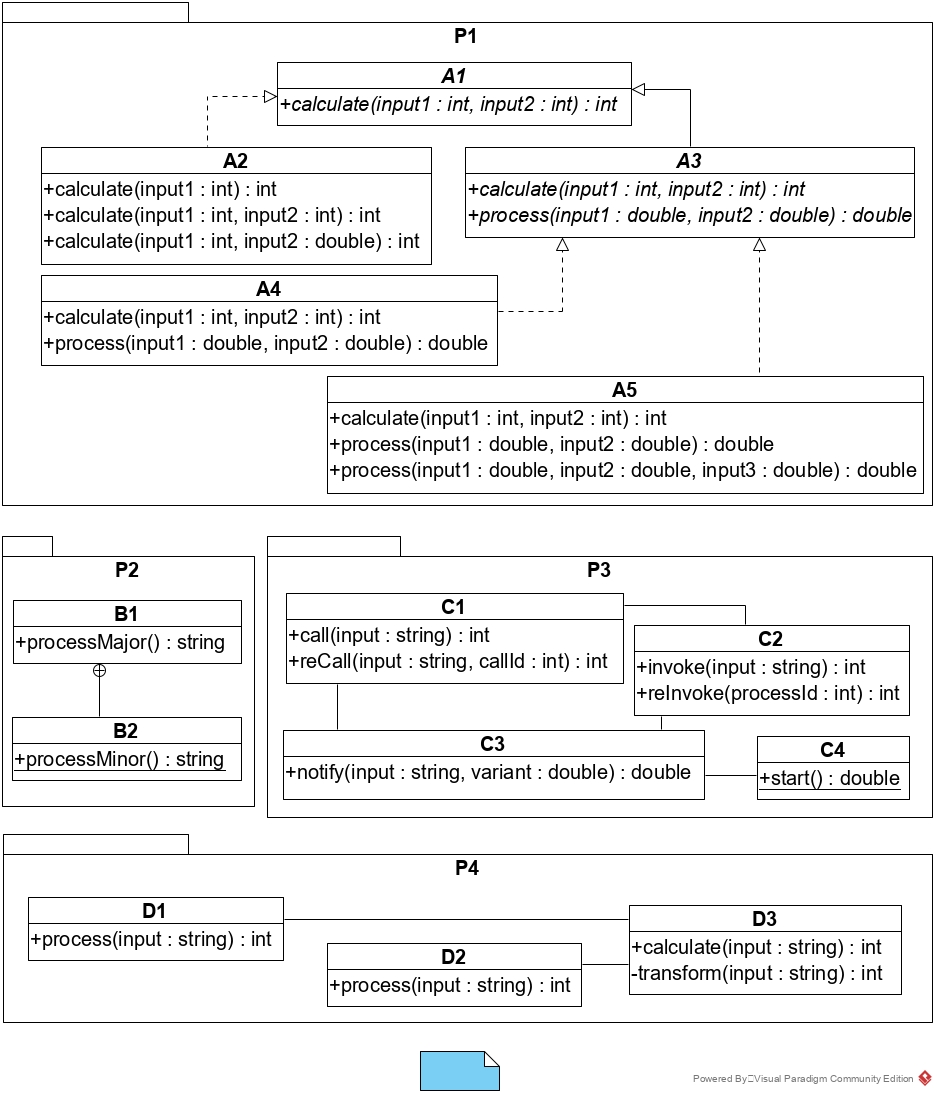 P1
A1
+calculate(input1 : int, input2 : int) : int
A2
+calculate(input1 : int) : int
+calculate(input1 : int, input2 : int) : int
+calculate(input1 : int, input2 : double) : int
A3
+calculate(input1 : int, input2 : int) : int
+process(input1 : double, input2 : double) : double
A4
+calculate(input1 : int, input2 : int) : int
+process(input1 : double, input2 : double) : double
A5
+calculate(input1 : int, input2 : int) : int
+process(input1 : double, input2 : double) : double
+process(input1 : double, input2 : double, input3 : double) : double
P2
B1
+processMajor() : string
B2
+processMinor() : string
P3
C1
+call(input : string) : int
+reCall(input : string, callId : int) : int
C2
+invoke(input : string) : int
+reInvoke(processId : int) : int
C3
+notify(input : string, variant : double) : double
C4
+start() : double
P4
D1
+process(input : string) : int
D2
+process(input : string) : int
D3
+calculate(input : string) : int
-transform(input : string) : int
Powered By Visual Paradigm Community Edition